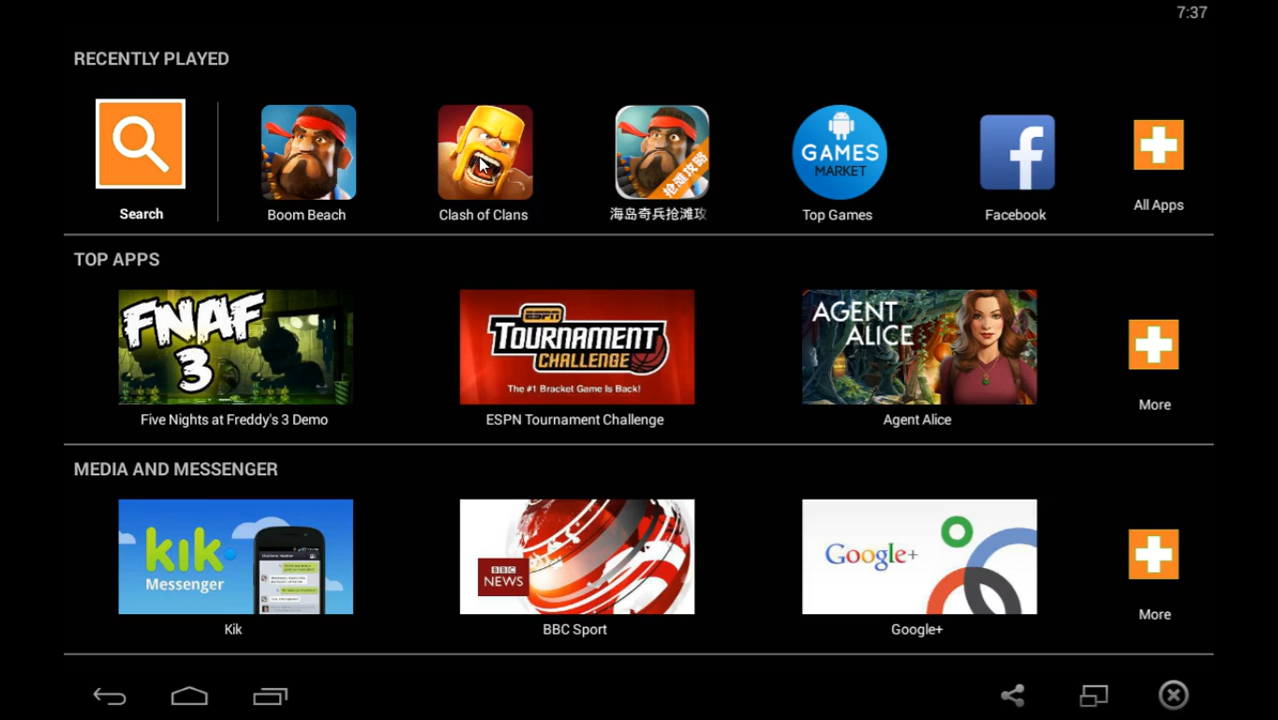 7:37
RECENTLY PLAYED
抢滩攻略
GAMES
MARKET
f
Search
Boom Beach
Clash of Clans
海岛奇兵抢滩攻
Top Games
Facebook
All Apps
TOP APPS
FNAF
3
ESPN
TOURNAMENT
CHALLENGE
The #1 Bracket Game Is Back!
AGENT
ALICE
Five Nights at Freddy's 3 Demo
ESPN Tournament Challenge
Agent Alice
More
MEDIA AND MESSENGER
kik
Messenger
BBC
NEWS
Google+
Kik
BBC Sport
Google+
More